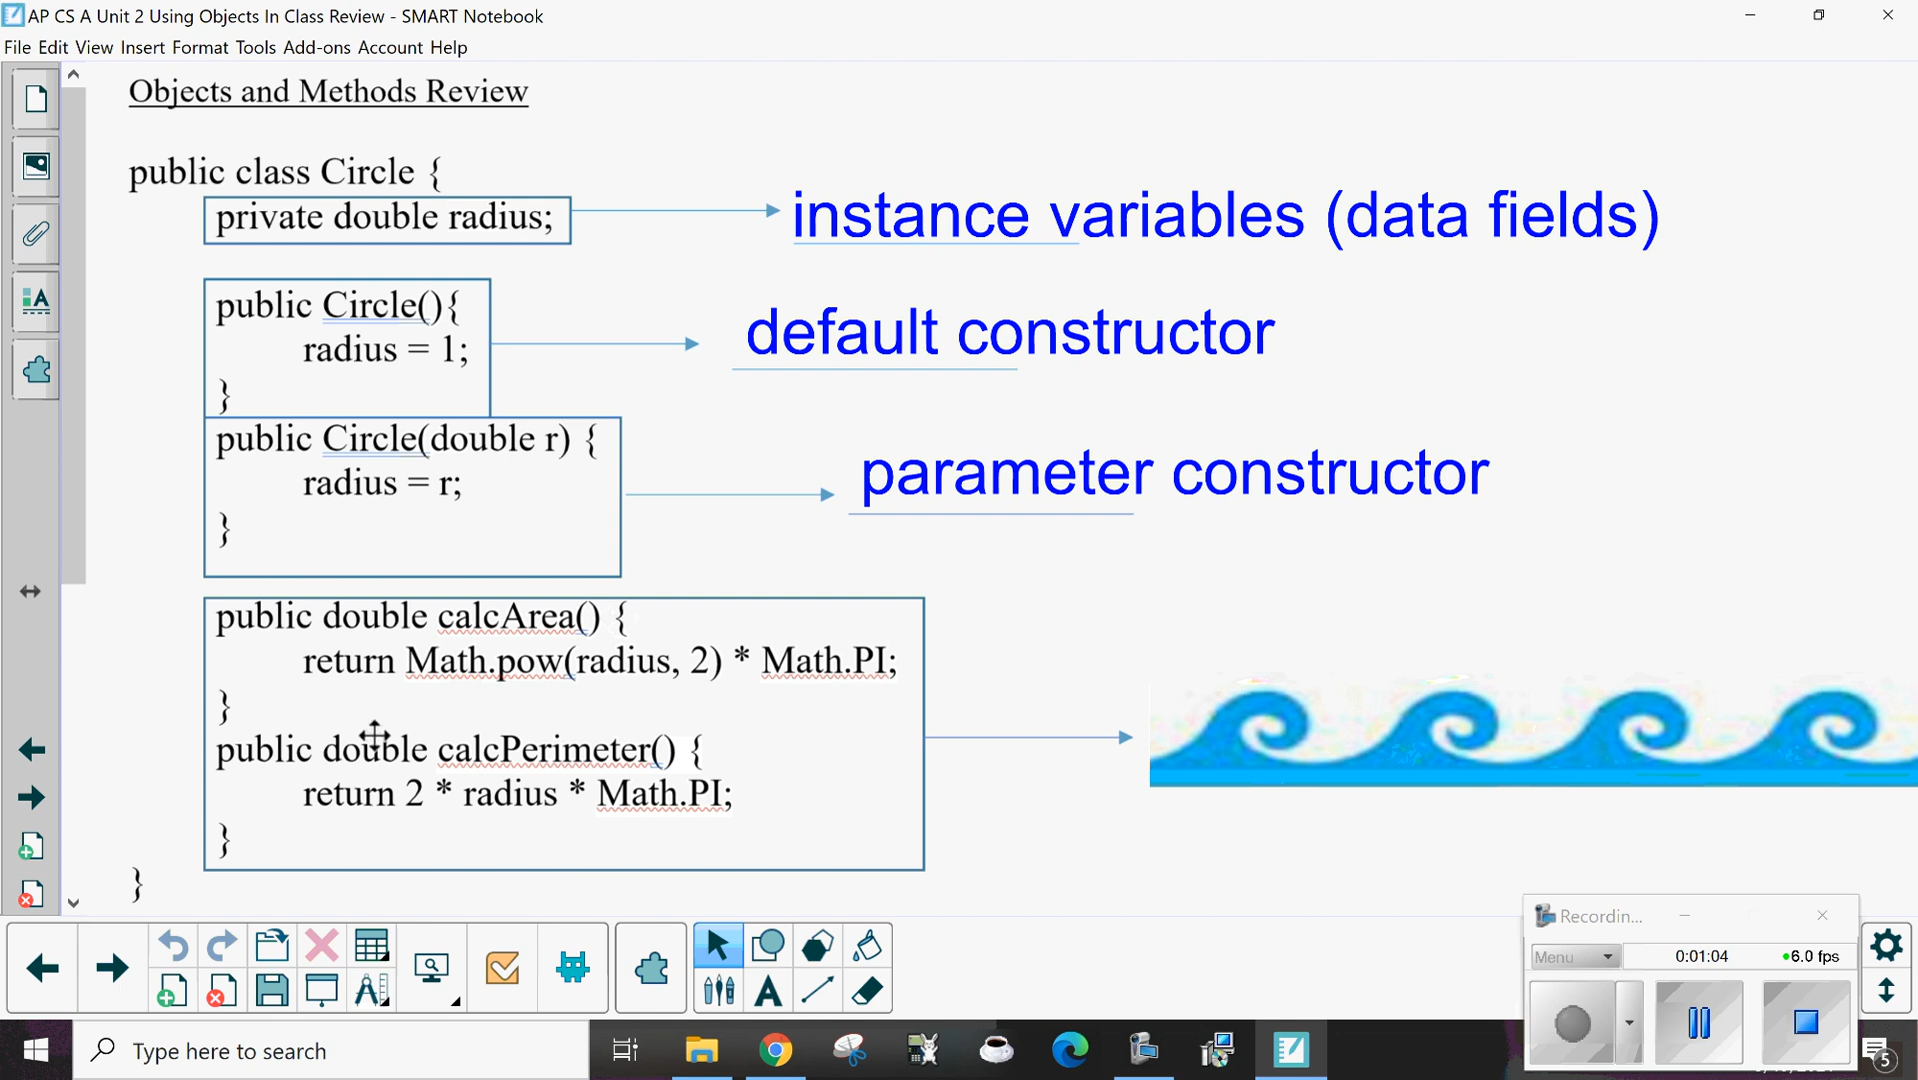 AP CS A Unit 2 Using Objects In Class Review - SMART Notebook
File Edit View Insert Format Tools Add-ons Account Help
Objects and Methods Review
public class Circle {
private double radius;
instance variables (data fields)
public Circle(){
radius = 1;
}
default constructor
public Circle(double r) {
radius = r;
}
parameter constructor
public double calcArea() {
return Math.pow(radius, 2) * Math.PI;
}
public double calcPerimeter() {
return 2 * radius * Math.PI;
}
}
Recordin...
Menu
0:01:04
6.0 fps
Type here to search
5